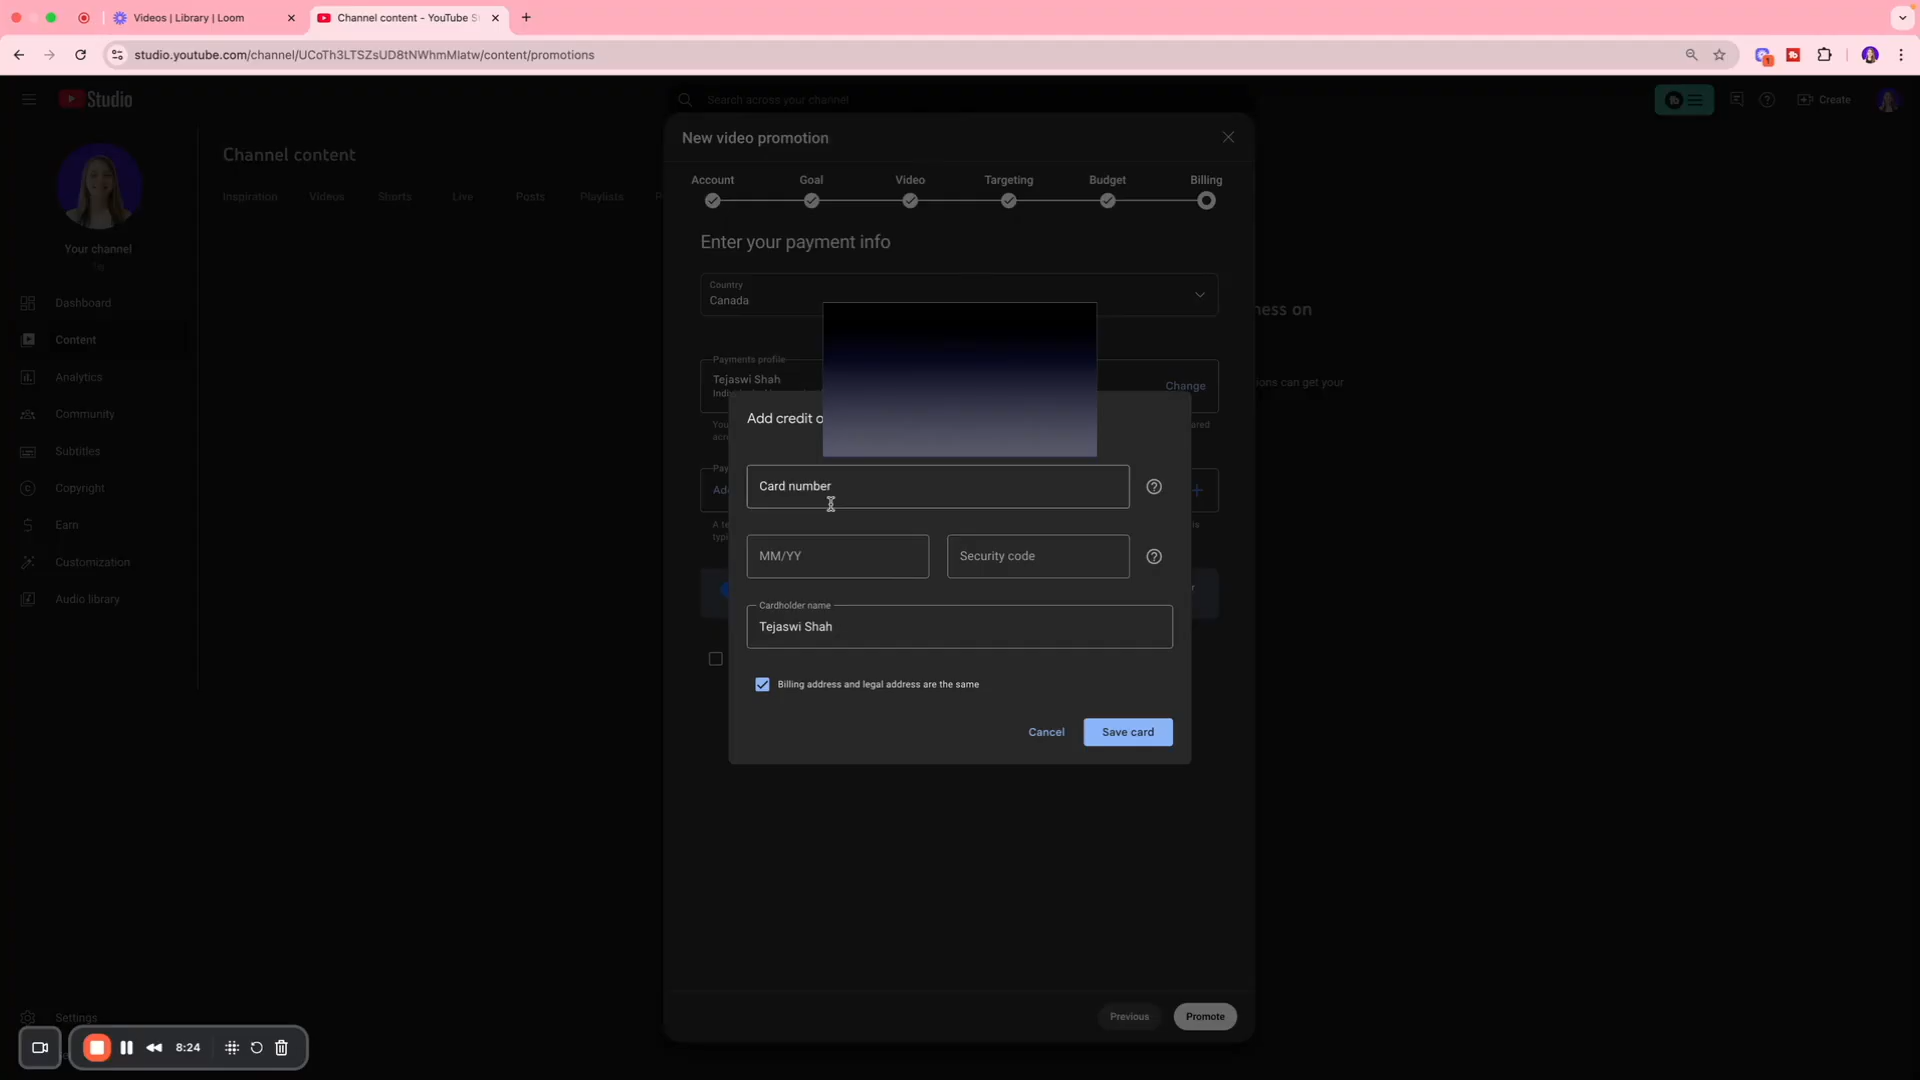 Videos | Library | Loom
Channel content - YouTube S
studio.youtube.com/channel/UCoTh3LTSZsUD8tNWhmMlatw/content/promotions
1
Studio
Search across your channel
Create
New video promotion
Channel content
Account
Goal
Video
Targeting
Budget
Billing
Inspiration
Videos
Shorts
Live
Posts
Playlists
P
Enter your payment info
Your channel
Country
Canada
Dashboard
Content
Analytics
Community
Subtitles
Copyright
Earn
Customization
Audio library
Settings
ness on
ions can get your
Payments profile
Tejaswi Shah
Indi
Change
You
ared
acro
Pay
Add
A te
is
typi
r
Add credit o
Card number
MM/YY
Security code
Cardholder name
Tejaswi Shah
Billing address and legal address are the same
Cancel
Save card
Previous
Promote
8:24